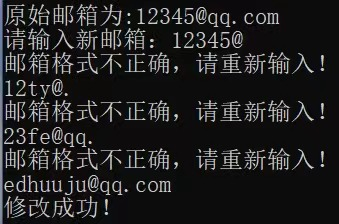 原始邮箱为:12345@qq.com
请输入新邮箱：12345@
邮箱格式不正确，请重新输入！
12ty@.
邮箱格式不正确，请重新输入！
23fe@qq.
邮箱格式不正确，请重新输入！
edhuuju@qq.com
修改成功！